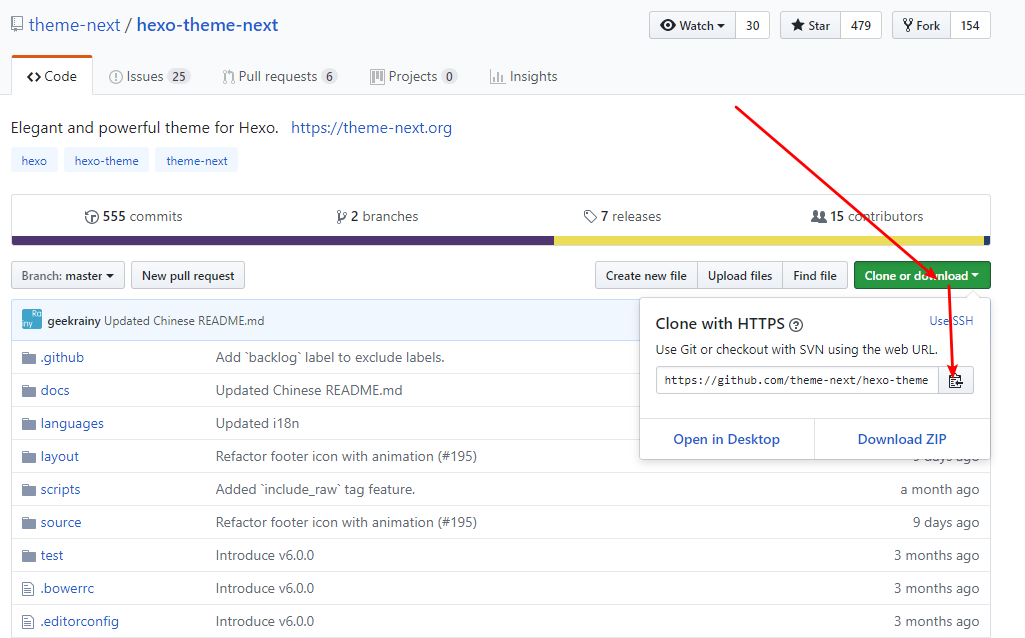 theme-next / hexo-theme-next
Watch 30 Star 479 Fork 154
Code Issues 25 Pull requests 6 Projects 0 Insights
Elegant and powerful theme for Hexo. https://theme-next.org
hexo hexo-theme theme-next
555 commits 2 branches 7 releases 15 contributors
Branch: master New pull request Create new file Upload files Find file Clone or download
geekrainy Updated Chinese README.md
Clone with HTTPS ?
Use SSH
Use Git or checkout with SVN using the web URL.
https://github.com/theme-next/hexo-theme
Open in Desktop Download ZIP
.github Add `backlog` label to exclude labels.
docs Updated Chinese README.md
languages Updated i18n
layout Refactor footer icon with animation (#195) 9 days ago
scripts Added `include_raw` tag feature. a month ago
source Refactor footer icon with animation (#195) 9 days ago
test Introduce v6.0.0 3 months ago
.bowerrc Introduce v6.0.0 3 months ago
.editorconfig Introduce v6.0.0 3 months ago